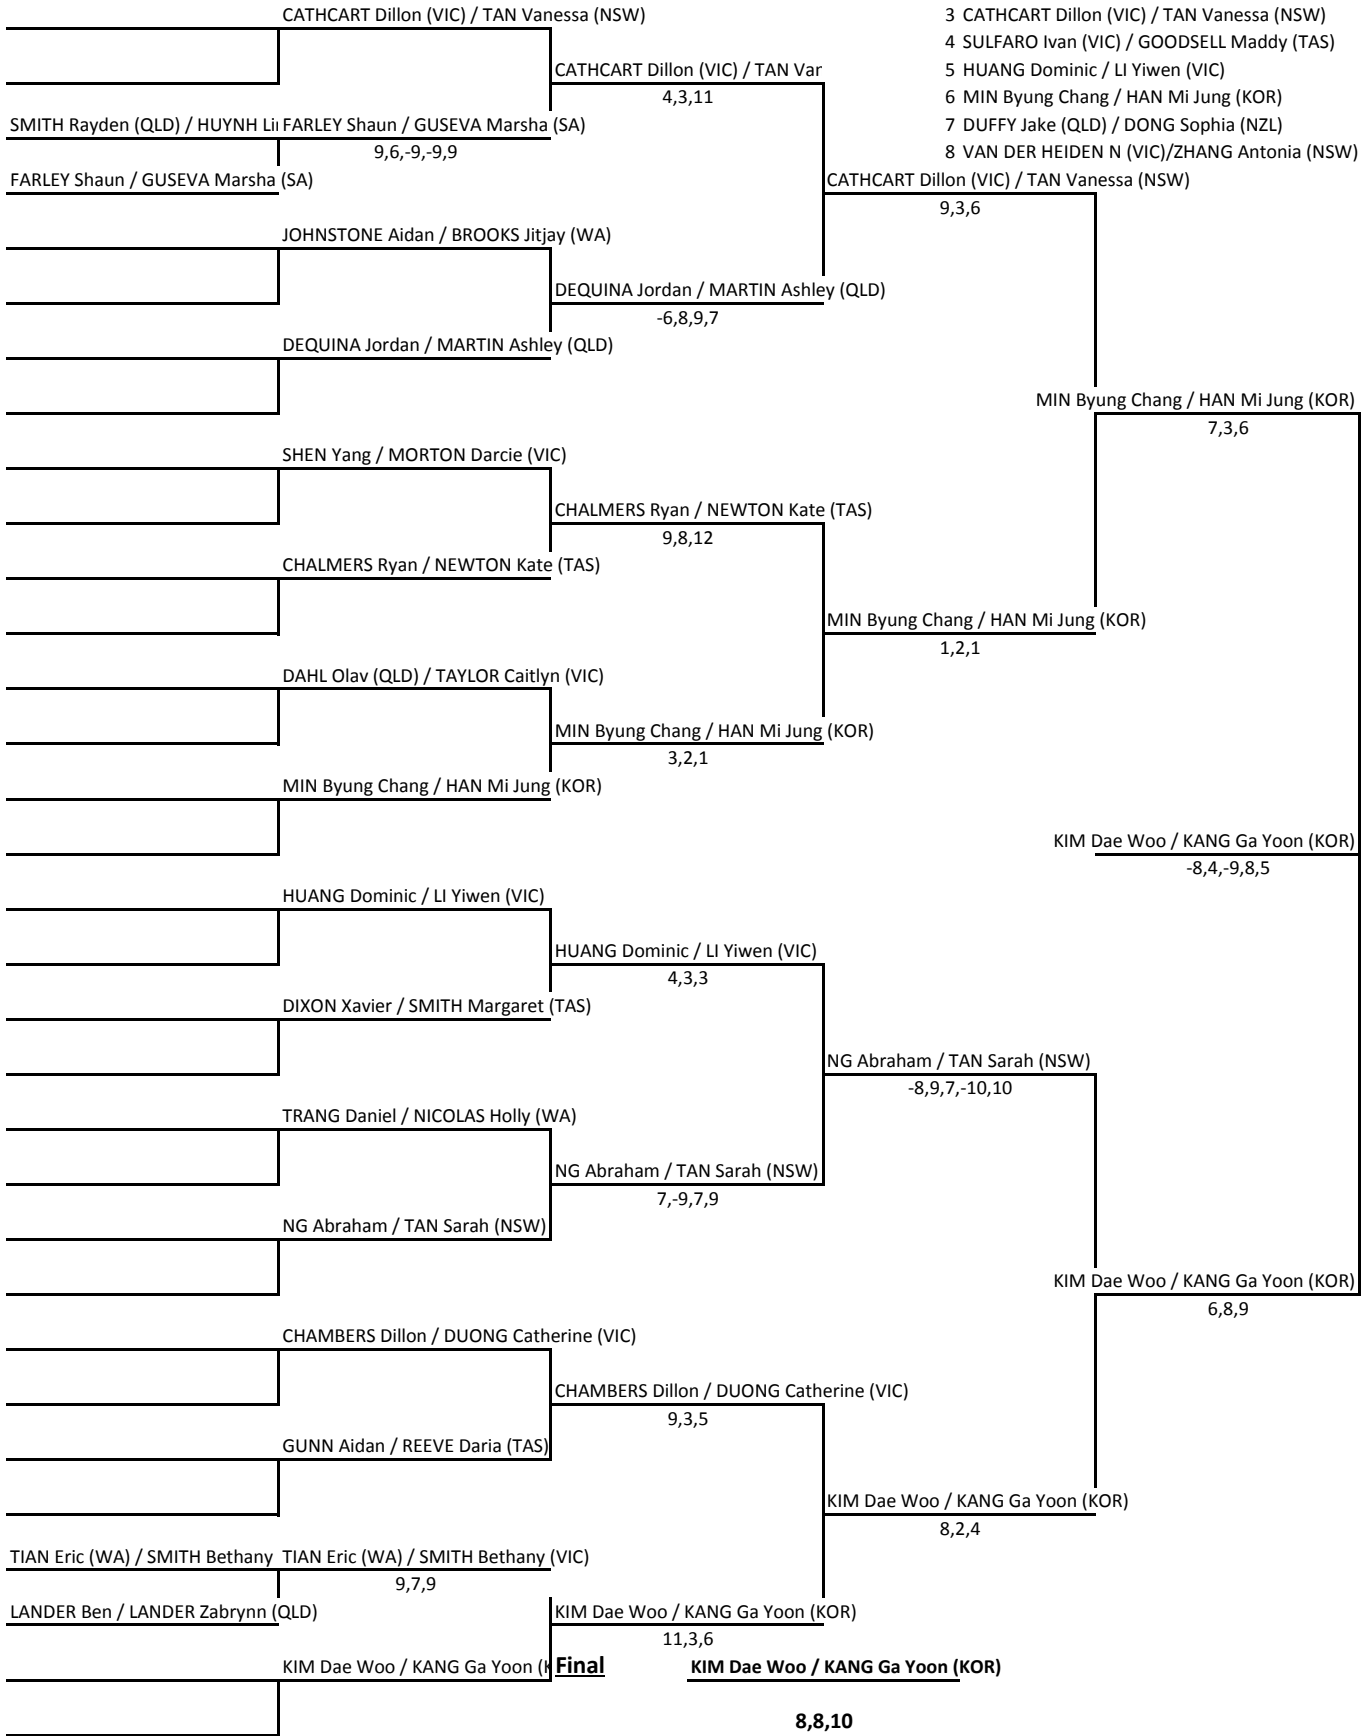 CATHCART Dillon (VIC) / TAN Vanessa (NSW)
3 CATHCART Dillon (VIC) / TAN Vanessa (NSW)
4 SULFARO Ivan (VIC) / GOODSELL Maddy (TAS)
CATHCART Dillon (VIC) / TAN Var
5 HUANG Dominic / LI Yiwen (VIC)
4,3,11
6 MIN Byung Chang / HAN Mi Jung (KOR)
SMITH Rayden (QLD) / HUYNH Lin
FARLEY Shaun / GUSEVA Marsha (SA)
7 DUFFY Jake (QLD) / DONG Sophia (NZL)
9,6,-9,-9,9
8 VAN DER HEIDEN N (VIC)/ZHANG Antonia (NSW)
FARLEY Shaun / GUSEVA Marsha (SA)
CATHCART Dillon (VIC) / TAN Vanessa (NSW)
9,3,6
JOHNSTONE Aidan / BROOKS Jitjay (WA)
DEQUINA Jordan / MARTIN Ashley (QLD)
-6,8,9,7
DEQUINA Jordan / MARTIN Ashley (QLD)
MIN Byung Chang / HAN Mi Jung (KOR)
7,3,6
SHEN Yang / MORTON Darcie (VIC)
CHALMERS Ryan / NEWTON Kate (TAS)
9,8,12
CHALMERS Ryan / NEWTON Kate (TAS)
MIN Byung Chang / HAN Mi Jung (KOR)
1,2,1
DAHL Olav (QLD) / TAYLOR Caitlyn (VIC)
MIN Byung Chang / HAN Mi Jung (KOR)
3,2,1
MIN Byung Chang / HAN Mi Jung (KOR)
KIM Dae Woo / KANG Ga Yoon (KOR)
-8,4,-9,8,5
HUANG Dominic / LI Yiwen (VIC)
HUANG Dominic / LI Yiwen (VIC)
4,3,3
DIXON Xavier / SMITH Margaret (TAS)
NG Abraham / TAN Sarah (NSW)
-8,9,7,-10,10
TRANG Daniel / NICOLAS Holly (WA)
NG Abraham / TAN Sarah (NSW)
7,-9,7,9
NG Abraham / TAN Sarah (NSW)
KIM Dae Woo / KANG Ga Yoon (KOR)
6,8,9
CHAMBERS Dillon / DUONG Catherine (VIC)
CHAMBERS Dillon / DUONG Catherine (VIC)
9,3,5
GUNN Aidan / REEVE Daria (TAS)
KIM Dae Woo / KANG Ga Yoon (KOR)
8,2,4
TIAN Eric (WA) / SMITH Bethany
TIAN Eric (WA) / SMITH Bethany (VIC)
9,7,9
LANDER Ben / LANDER Zabrynn (QLD)
KIM Dae Woo / KANG Ga Yoon (KOR)
11,3,6
KIM Dae Woo / KANG Ga Yoon (K
Final
KIM Dae Woo / KANG Ga Yoon (KOR)
8,8,10